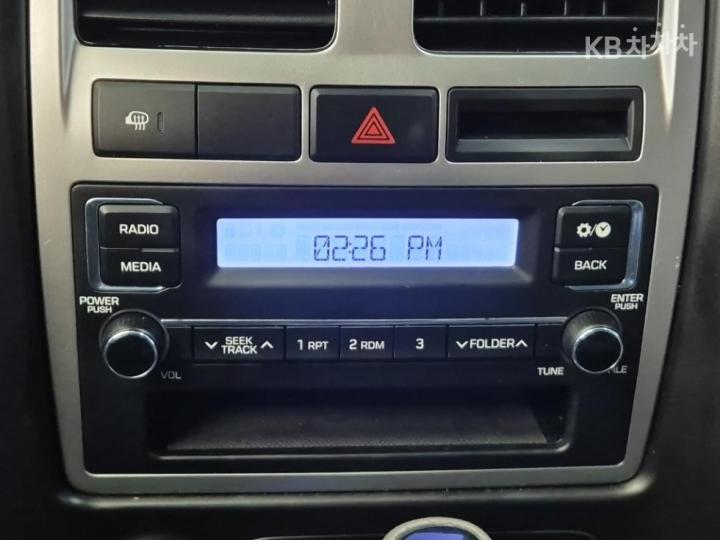 KB차차차
RADIO
MEDIA
02:26 PM
BACK
POWER
PUSH
ENTER
PUSH
SEEK
TRACK
1 RPT
2 RDM
3
FOLDER
VOL
TUNE
FILE